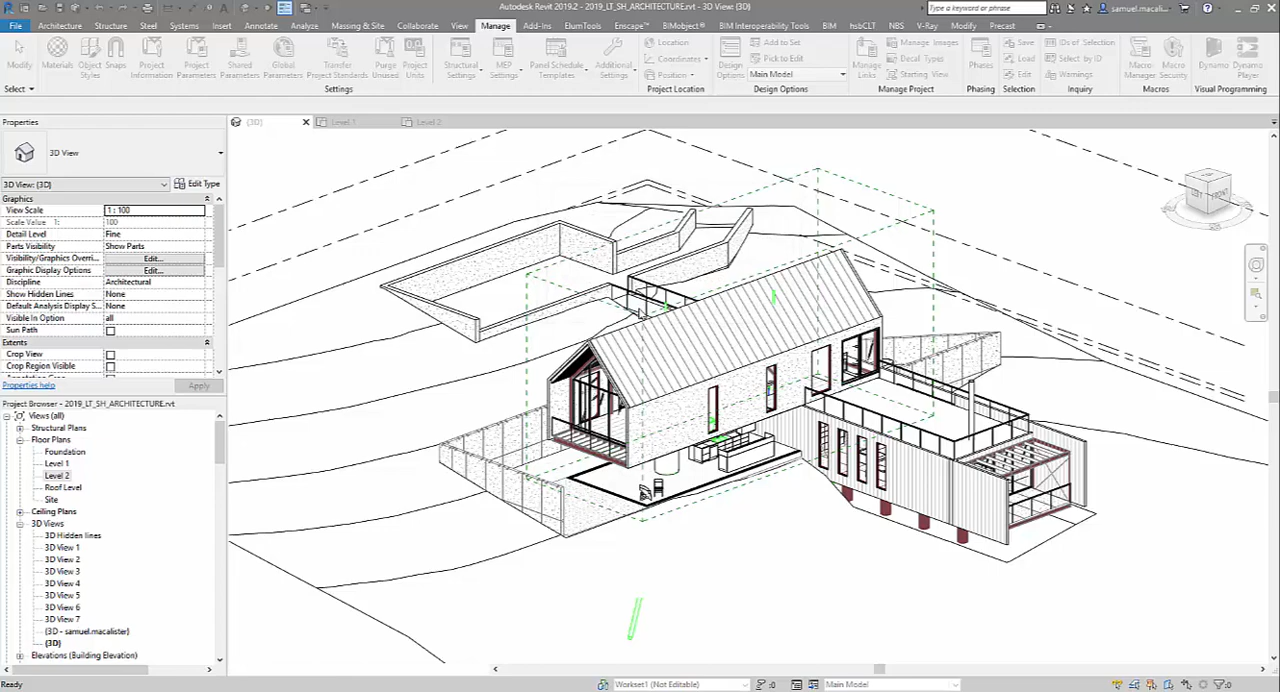 Autodesk Revit 2019.2 - 2019_LT_SH_ARCHITECTURE.rvt - 3D View: {3D}
Type a keyword or phrase
samuel.macali...
File Architecture Structure Steel Systems Insert Annotate Analyze Massing & Site Collaborate View Manage Add-Ins ElumTools Enscape™ BIMobject® BIM Interoperability Tools BIM hsbCLT NBS V-Ray Modify Precast
Modify
Materials
Object Styles
Snaps
Project Information
Project Parameters
Shared Parameters
Global Parameters
Transfer Project Standards
Purge Unused
Project Units
Structural Settings
MEP Settings
Panel Schedule Templates
Additional Settings
Location
Coordinates
Position
Design Options
Add to Set
Pick to Edit
Main Model
Manage Links
Manage Images
Decal Types
Starting View
Phases
Save
Load
Edit
IDs of Selection
Select by ID
Warnings
Macro Manager
Macro Security
Dynamo
Dynamo Player
Select Settings Project Location Design Options Manage Project Phasing Selection Inquiry Macros Visual Programming
Properties
{3D}
Level 1
Level 2
3D View
3D View: {3D} Edit Type
Graphics
View Scale 1 : 100
Scale Value 1: 100
Detail Level Fine
Parts Visibility Show Parts
Visibility/Graphics Overri... Edit...
Graphic Display Options Edit...
Discipline Architectural
Show Hidden Lines None
Default Analysis Display S... None
Visible In Option all
Sun Path
Extents
Crop View
Crop Region Visible
Properties help Apply
Project Browser - 2019_LT_SH_ARCHITECTURE.rvt
Views (all)
Structural Plans
Floor Plans
Foundation
Level 1
Level 2
Roof Level
Site
Ceiling Plans
3D Views
3D Hidden lines
3D View 1
3D View 2
3D View 3
3D View 4
3D View 5
3D View 6
3D View 7
{3D - samuel.macalister}
{3D}
Elevations (Building Elevation)
LEFT
FRONT
Ready
Workset1 (Not Editable)
:0
Main Model
:0